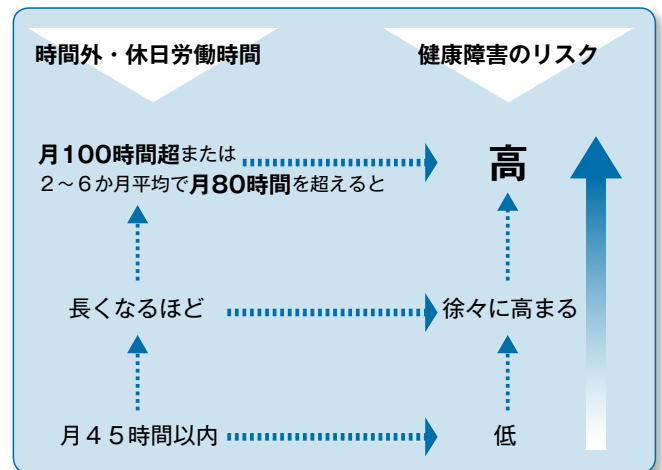 時間外・休日労働時間
健康障害のリスク
月100時間超または
２～６か月平均で月80時間を超えると
高
長くなるほど
徐々に高まる
月４５時間以内
低